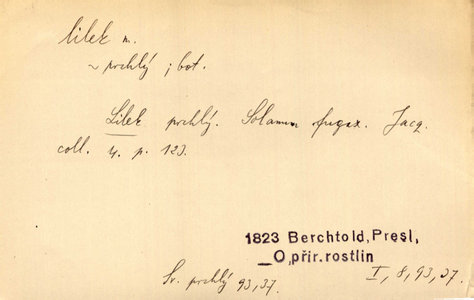 lilek m.
~ prchlý ; bot.
Lilek prchlý. Solanum fugax. Jacq.
coll. 4. p. 123.
1823 Berchtold, Presl,
O přir. rostlin
I, 8, 93, 37.
Sv. prchlý 93, 37.